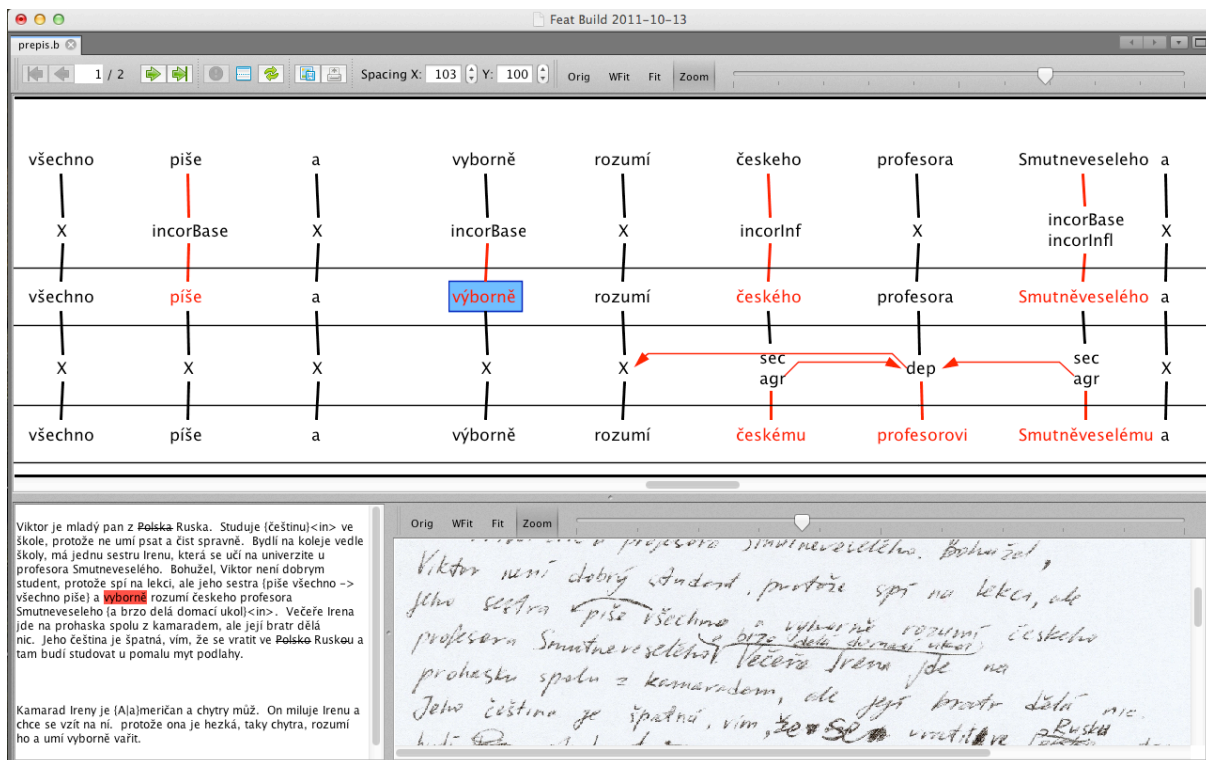 Feat Build 2011-10-13
prepis.b
1 / 2 Spacing X: 103 Y: 100 Orig WFit Fit Zoom
všechno piše a vyborně rozumí českeho profesora Smutneveseleho a
X incorBase X incorBase X incorInf X incorBase X
incorInfl
všechno píše a výborně rozumí českého profesora Smutněveselého a
X X X X X sec dep sec X
agr agr
všechno píše a výborně rozumí českému profesorovi Smutněveselému a
Viktor je mladý pan z Polska Ruska. Studuje {češtinu}<in> ve
škole, protože ne umí psat a čist spravně. Bydlí na koleje vedle
školy, má jednu sestru Irenu, která se učí na univerzite u
profesora Smutneveselého. Bohužel, Viktor není dobrym
student, protože spí na lekci, ale jeho sestra {piše všechno ->
všechno piše} a vyborně rozumí českeho profesora
Smutneveseleho {a brzo delá domací ukol}<in>. Večeře Irena
jde na prohaska spolu z kamaradem, ale její bratr dělá
nic. Jeho čeština je špatná, vím, že se vratit ve Polsko Ruskou a
tam budí studovat u pomalu myt podlahy.
Kamarad Ireny je {A|a}meričan a chytry můž. On miluje Irenu a
chce se vzít na ní. protože ona je hezká, taky chytra, rozumí
ho a umí vyborně vařit.
Orig WFit Fit Zoom
profesora Smutneveselého. Bohužel,
Viktor není dobrý student, protože spí na lekci, ale
jeho sestra piše všechno vyborně rozumí českeho
profesora Smutneveselého Večeře Irena jde na
prohaska spolu z kamaradem, ale její bratr dělá nic.
Jeho čeština je špatná, vím, že se vratit ve Ruska